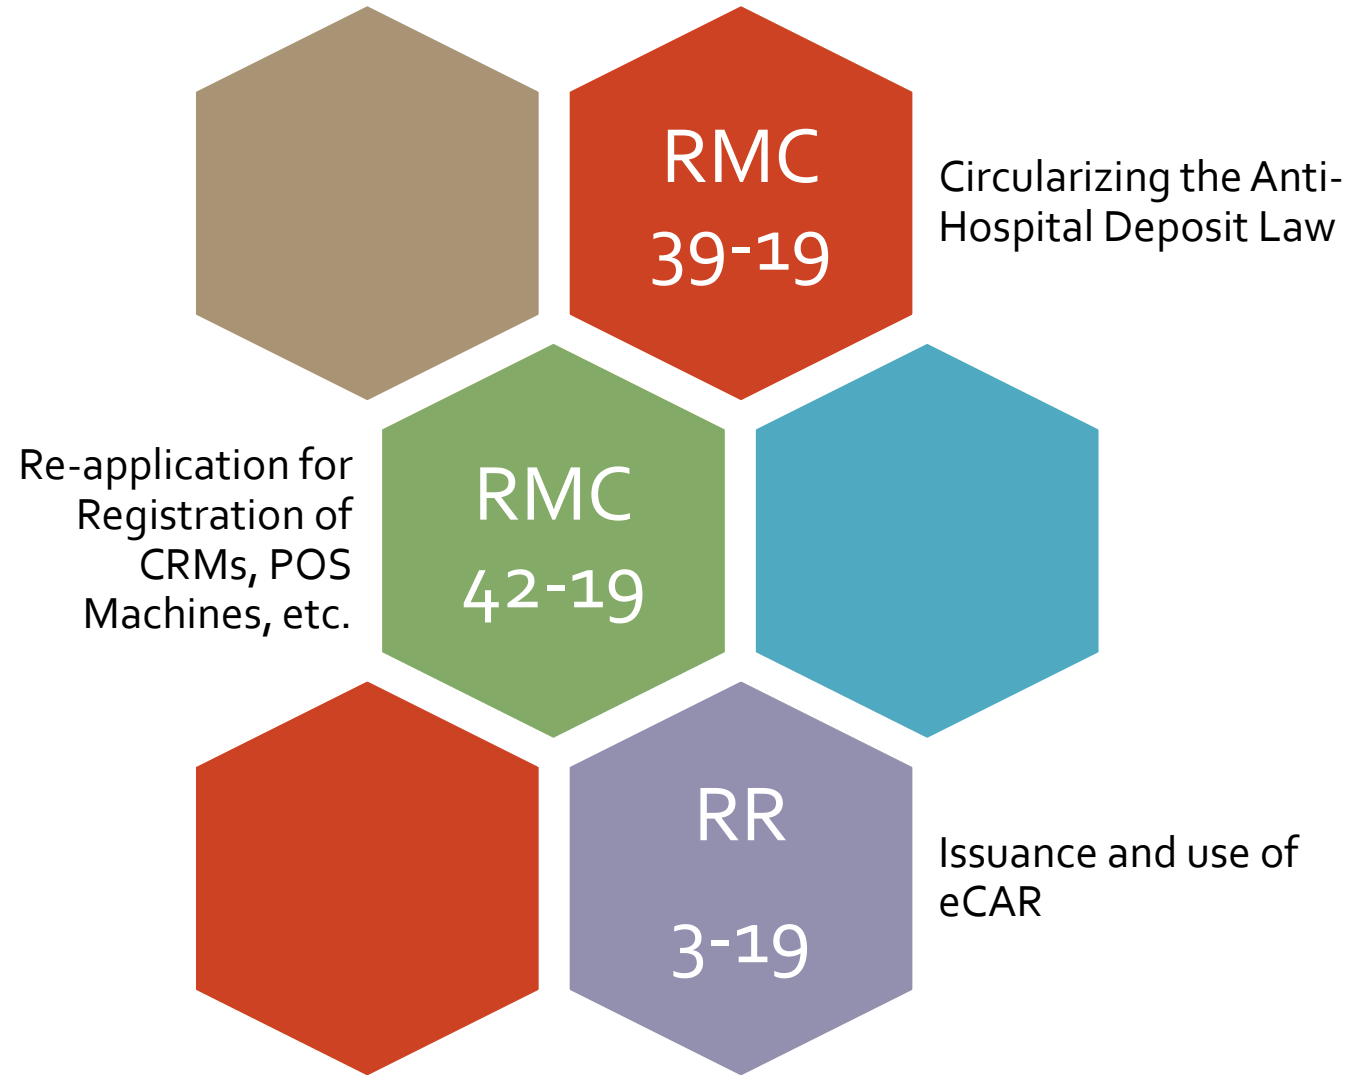 RMC
39-19
Circularizing the Anti-
Hospital Deposit Law
Re-application for
Registration of
CRMs, POS
Machines, etc.
RMC
42-19
RR
3-19
Issuance and use of
eCAR